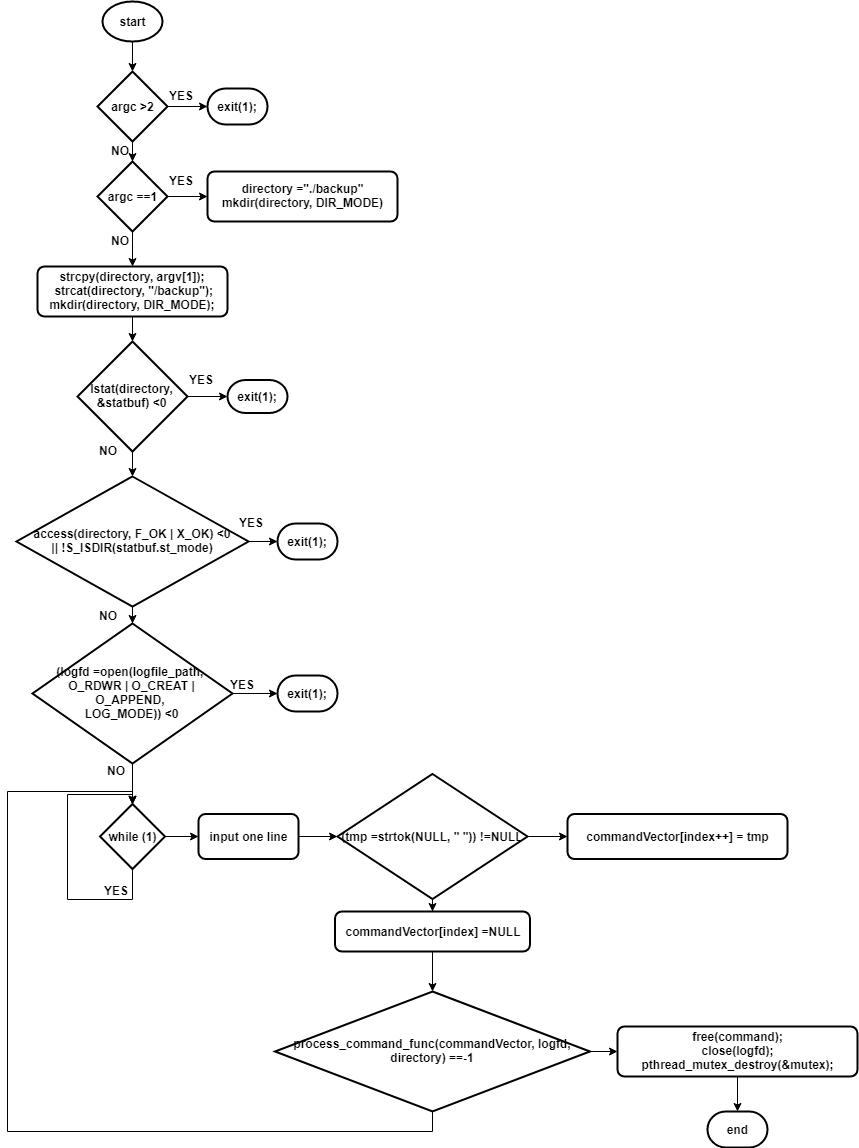 start
argc >2
YES
exit(1);
NO
argc ==1
YES
directory ="./backup"
mkdir(directory, DIR_MODE)
NO
strcpy(directory, argv[1]);
strcat(directory, "/backup");
mkdir(directory, DIR_MODE);
lstat(directory,
&statbuf) <0
YES
exit(1);
NO
access(directory, F_OK | X_OK) <0
|| !S_ISDIR(statbuf.st_mode)
YES
exit(1);
NO
(logfd =open(logfile_path,
O_RDWR | O_CREAT |
O_APPEND,
LOG_MODE)) <0
YES
exit(1);
NO
while (1)
YES
input one line
(tmp =strtok(NULL, " ")) !=NULL
commandVector[index++] = tmp
commandVector[index] =NULL
process_command_func(commandVector, logfd,
directory) ==-1
free(command);
close(logfd);
pthread_mutex_destroy(&mutex);
end